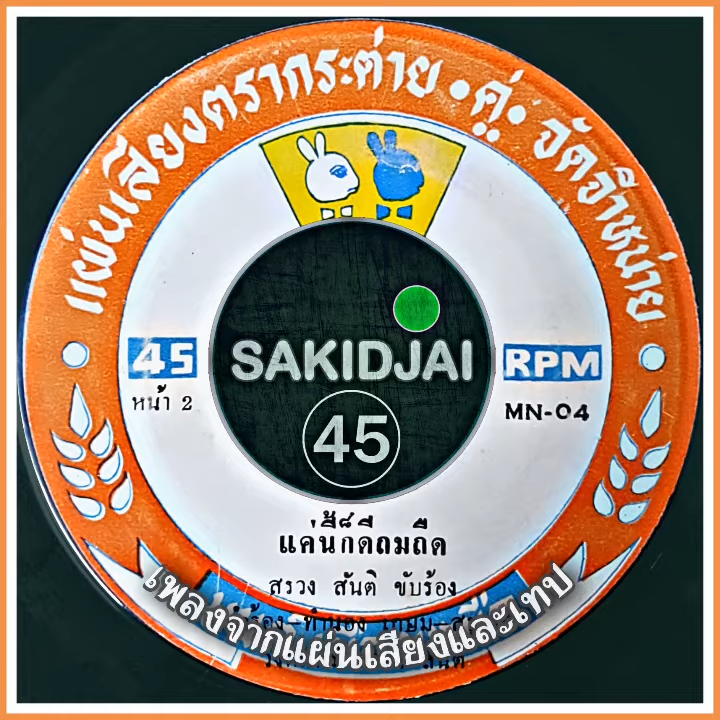 แผ่นเสียงตรากระต่าย • คู่ • จัดจำหน่าย
45
SAKIDJAI
RPM
หน้า 2
MN-04
45
แค่นี้ก็ดีถมถืด
สรวง สันติ ขับร้อง
เพลงจากแผ่นเสียงและเทป